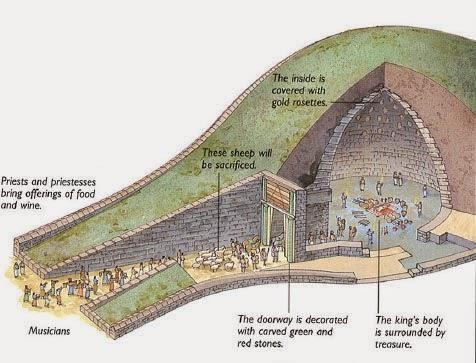 The inside is
covered with
gold rosettes.
These sheep will
be sacrificed.
Priests and priestesses
bring offerings of food
and wine.
Musicians
The doorway is decorated
with carved green and
red stones.
The king's body
is surrounded by
treasure.